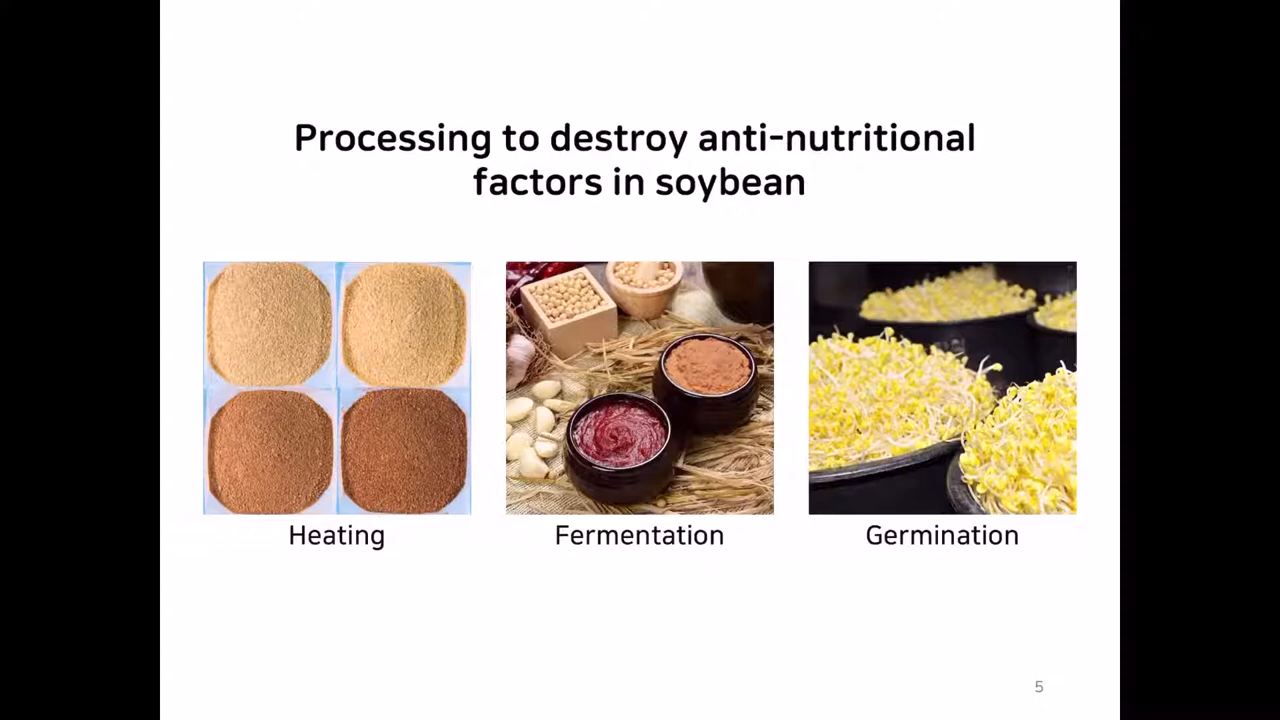 Processing to destroy anti-nutritional
factors in soybean
Heating
Fermentation
Germination
5